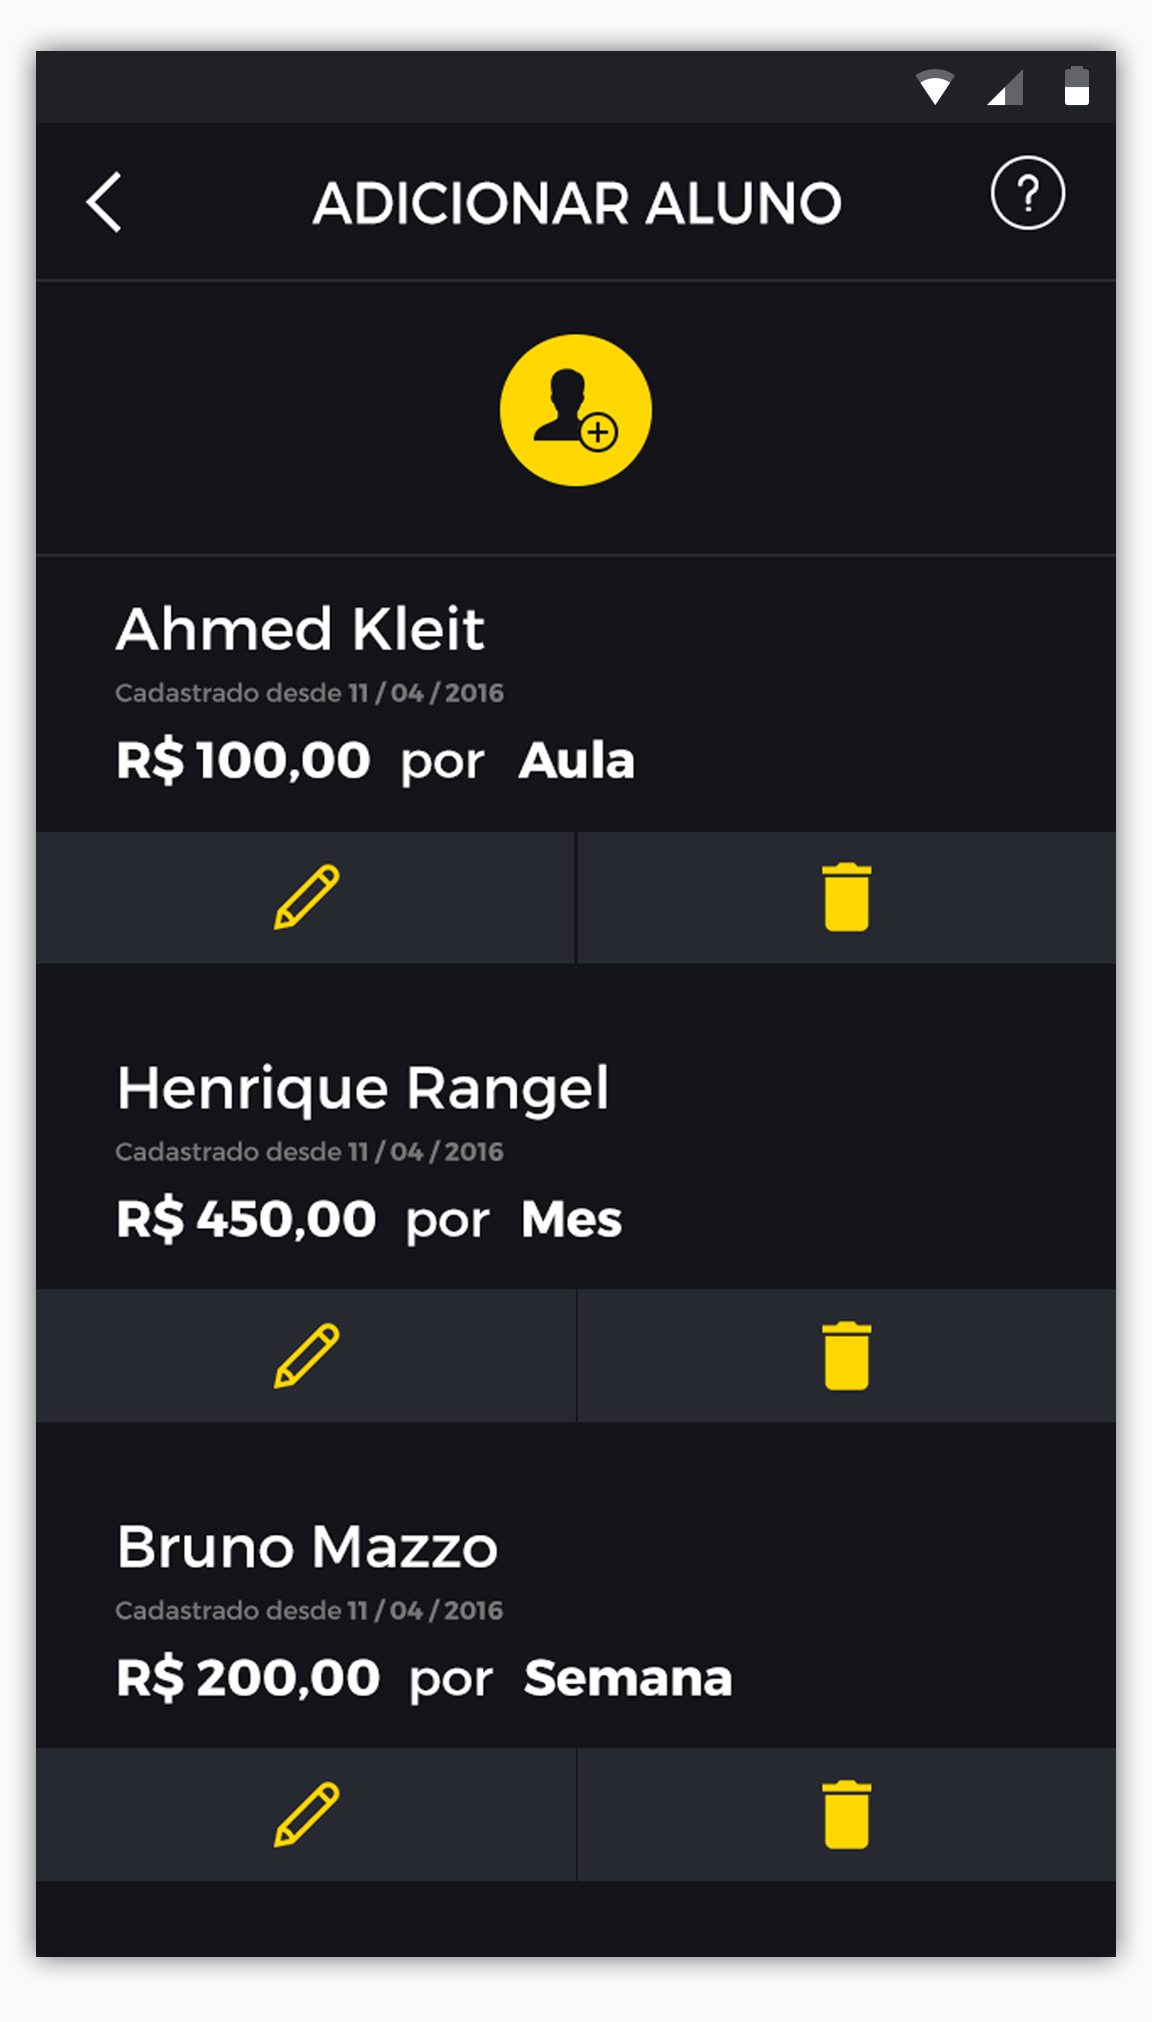 ADICIONAR ALUNO
?
Ahmed Kleit
Cadastrado desde 11 / 04 / 2016
R$ 100,00 por Aula
Henrique Rangel
Cadastrado desde 11 / 04 / 2016
R$ 450,00 por Mes
Bruno Mazzo
Cadastrado desde 11 / 04 / 2016
R$ 200,00 por Semana